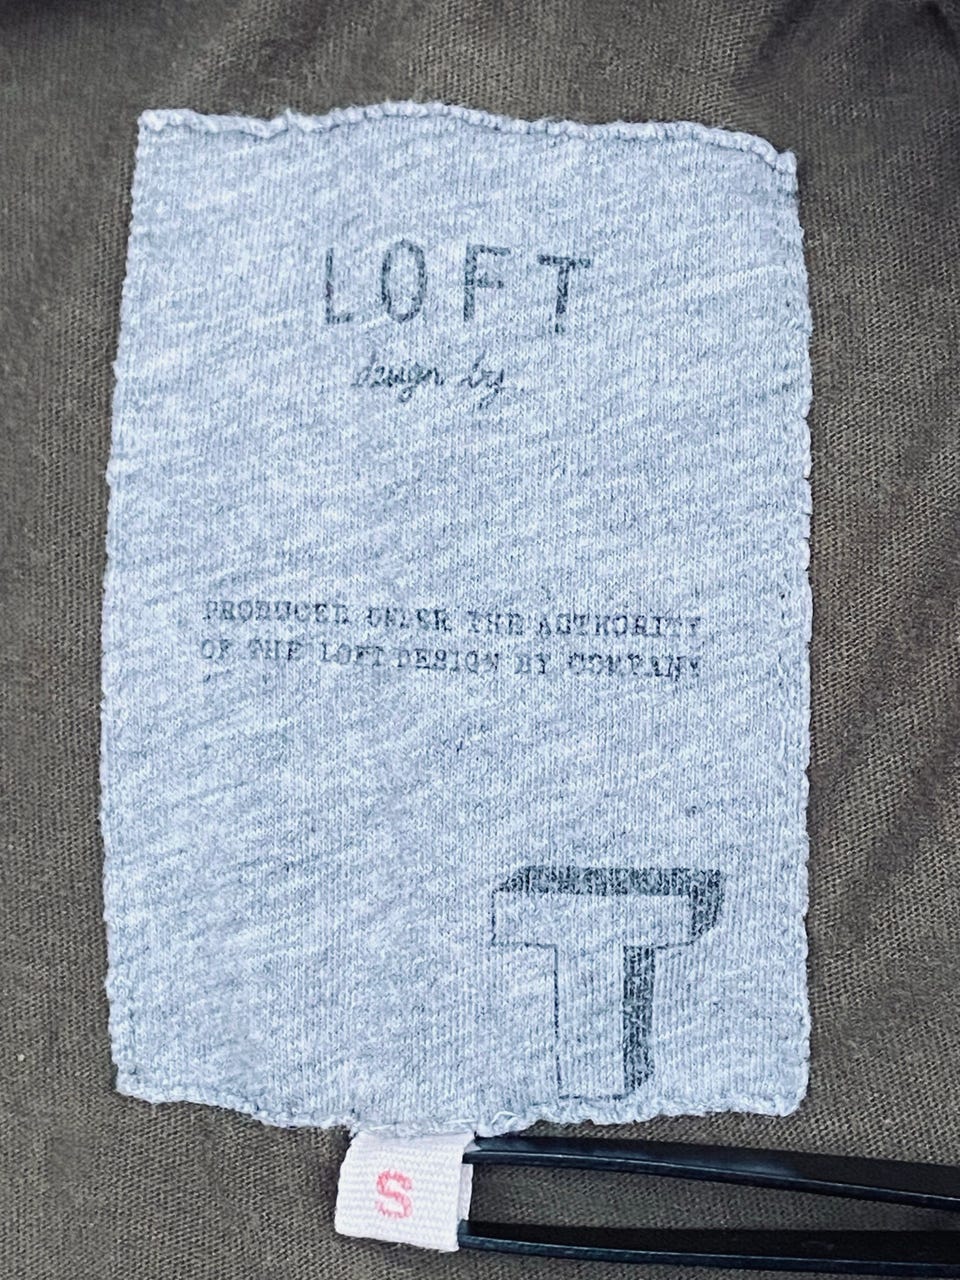 LOFT
design by
PRODUCED UNDER THE AUTHORITY
OF THE LOFT DESIGN BY COMPANY
T
S